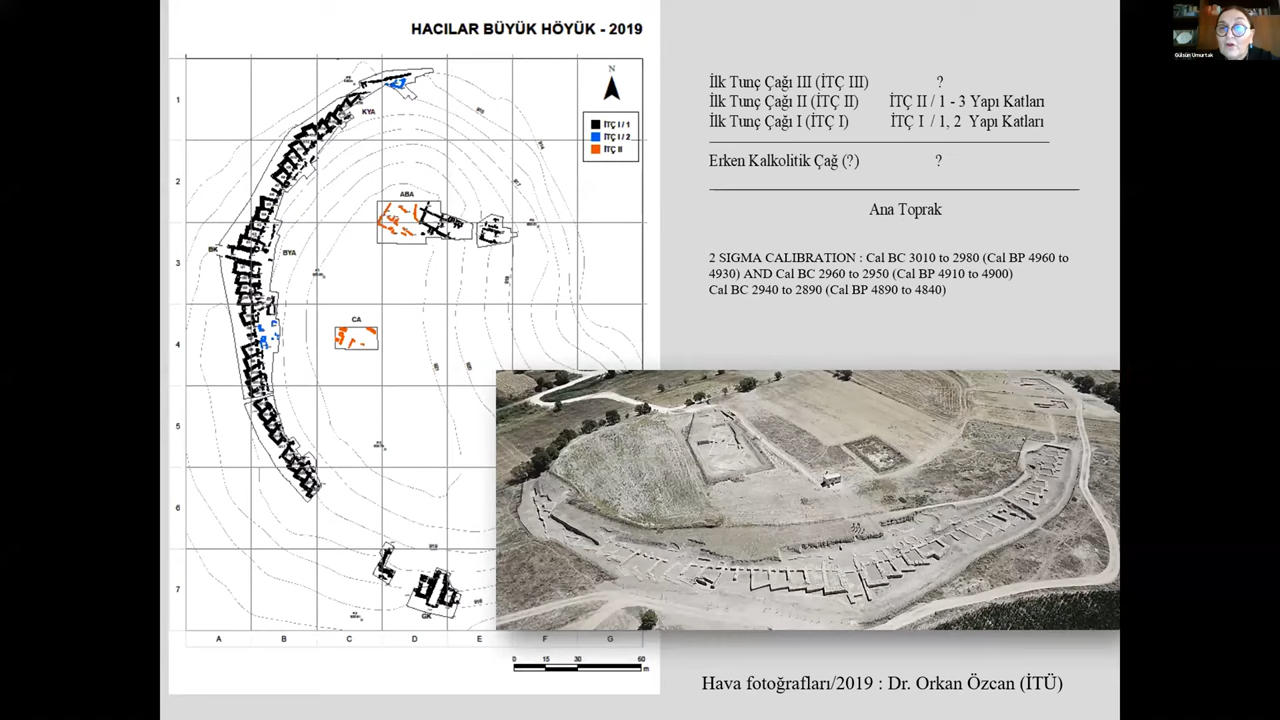 HACILAR BÜYÜK HÖYÜK - 2019
N
İTÇ I / 1
İTÇ I / 2
İTÇ II
1
2
3
4
5
6
7
KYA
ABA
BK
BYA
CA
GK
A
B
C
D
E
F
G
0
15
30
60
m
İlk Tunç Çağı III (İTÇ III) ?
İlk Tunç Çağı II (İTÇ II) İTÇ II / 1 - 3 Yapı Katları
İlk Tunç Çağı I (İTÇ I) İTÇ I / 1, 2 Yapı Katları
Erken Kalkolitik Çağ (?) ?
Ana Toprak
2 SIGMA CALIBRATION : Cal BC 3010 to 2980 (Cal BP 4960 to
4930) AND Cal BC 2960 to 2950 (Cal BP 4910 to 4900)
Cal BC 2940 to 2890 (Cal BP 4890 to 4840)
Hava fotoğrafları/2019 : Dr. Orkan Özcan (İTÜ)
Gülsün Umurtak